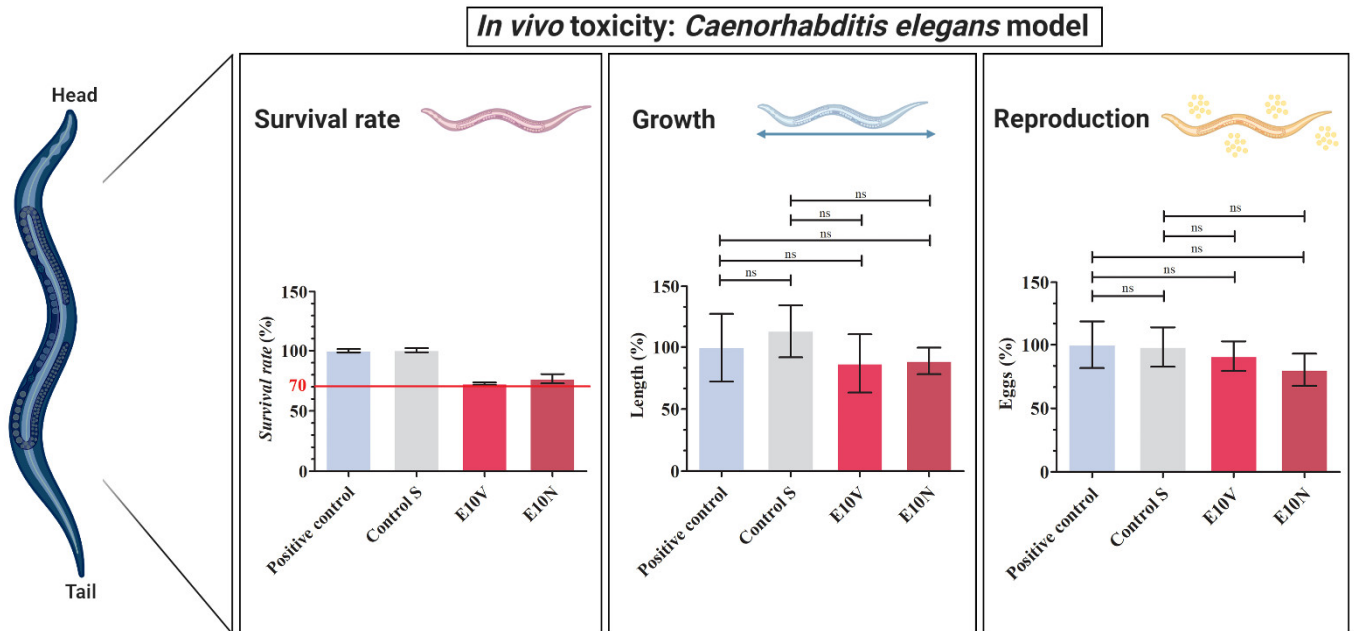 In vivo toxicity: Caenorhabditis elegans model
Head
Tail
Survival rate
Survival rate (%)
150
100
70
50
0
Positive control
Control S
E10V
E10N
Growth
ns
ns
ns
ns
ns
Length (%)
150
100
50
0
Positive control
Control S
E10V
E10N
Reproduction
ns
ns
ns
ns
ns
Eggs (%)
150
100
50
0
Positive control
Control S
E10V
E10N